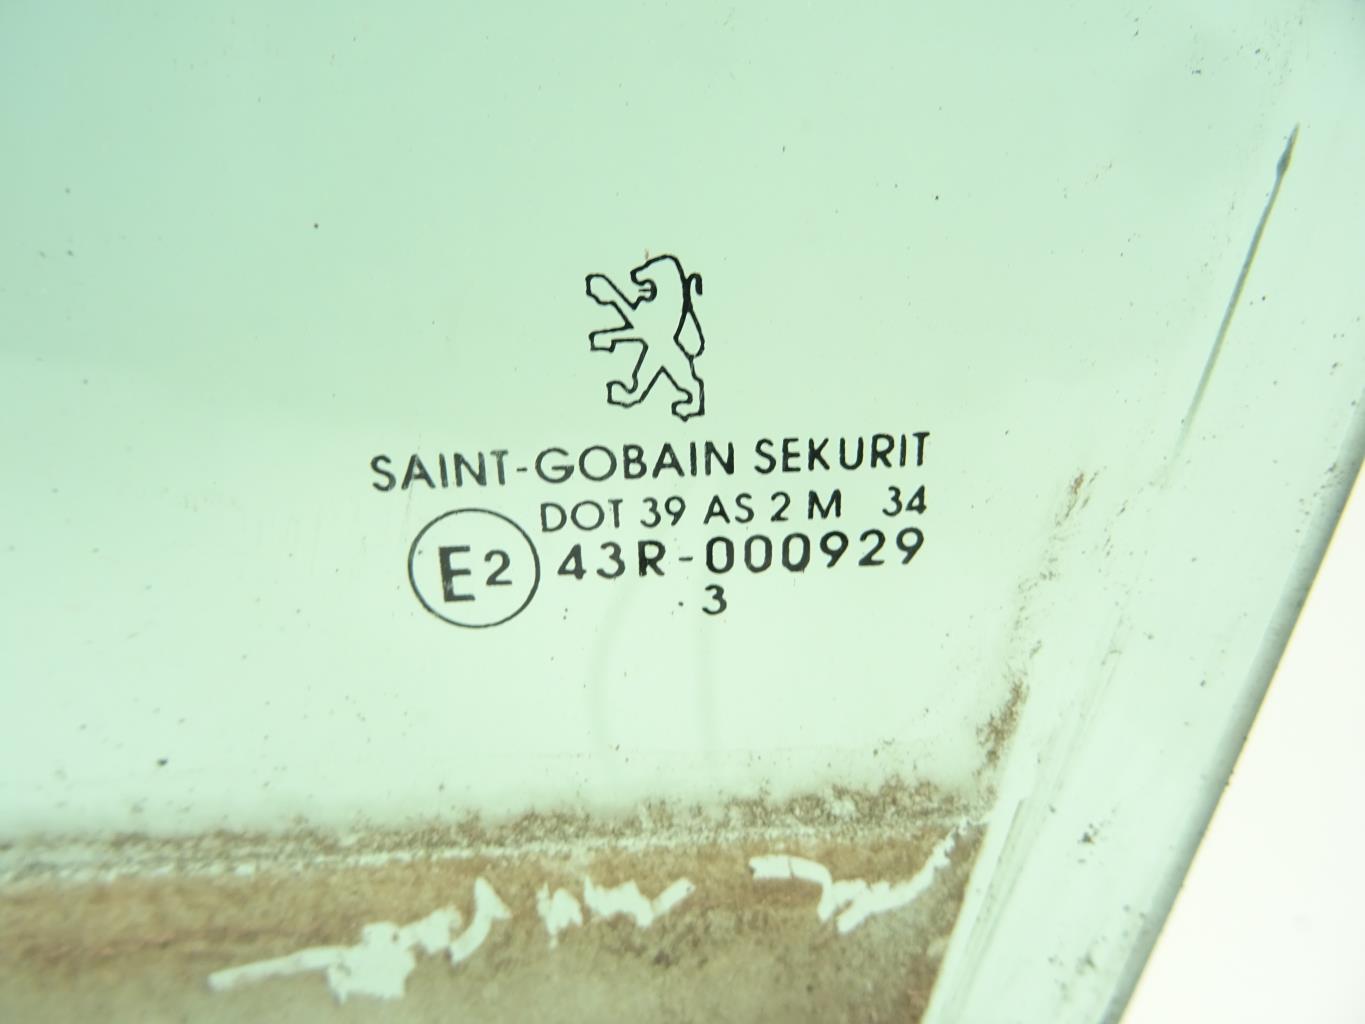 SAINT-GOBAIN SEKURIT
DOT 39 AS 2 M 34
E2 43R-000929
. 3